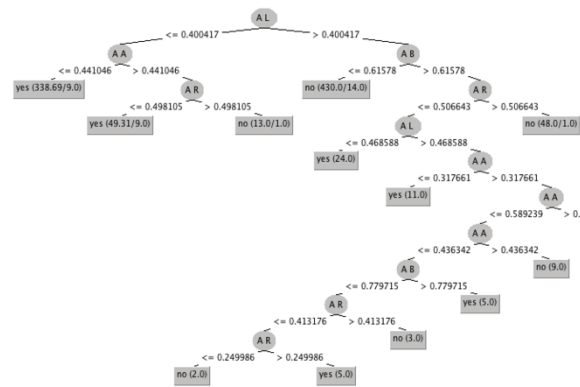 A L
<= 0.400417 > 0.400417
A A A B
<= 0.441046 > 0.441046 <= 0.61578 > 0.61578
yes (338.69/9.0) A R no (430.0/14.0) A R
<= 0.498105 > 0.498105 <= 0.506643 > 0.506643
yes (49.31/9.0) no (13.0/1.0) A L no (48.0/1.0)
<= 0.468588 > 0.468588
yes (24.0) A A
<= 0.317661 > 0.317661
yes (11.0) A A
<= 0.589239 > 0.
A A
<= 0.436342 > 0.436342
A B no (9.0)
<= 0.779715 > 0.779715
A R yes (5.0)
<= 0.413176 > 0.413176
A R no (3.0)
<= 0.249986 > 0.249986
no (2.0) yes (5.0)